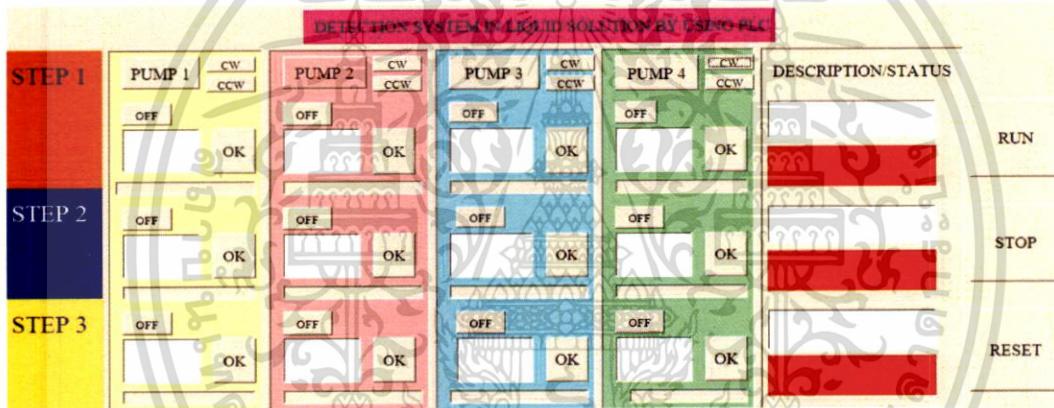 DETECTION SYSTEM IN LIQUID SOLUTION BY USING PLC
STEP 1
PUMP 1 CW CCW
PUMP 2 CW CCW
PUMP 3 CW CCW
PUMP 4 CW CCW
DESCRIPTION/STATUS
OFF OFF OFF OFF
OK OK OK OK
RUN
STEP 2
OFF OFF OFF OFF
OK OK OK OK
STOP
STEP 3
OFF OFF OFF OFF
OK OK OK OK
RESET